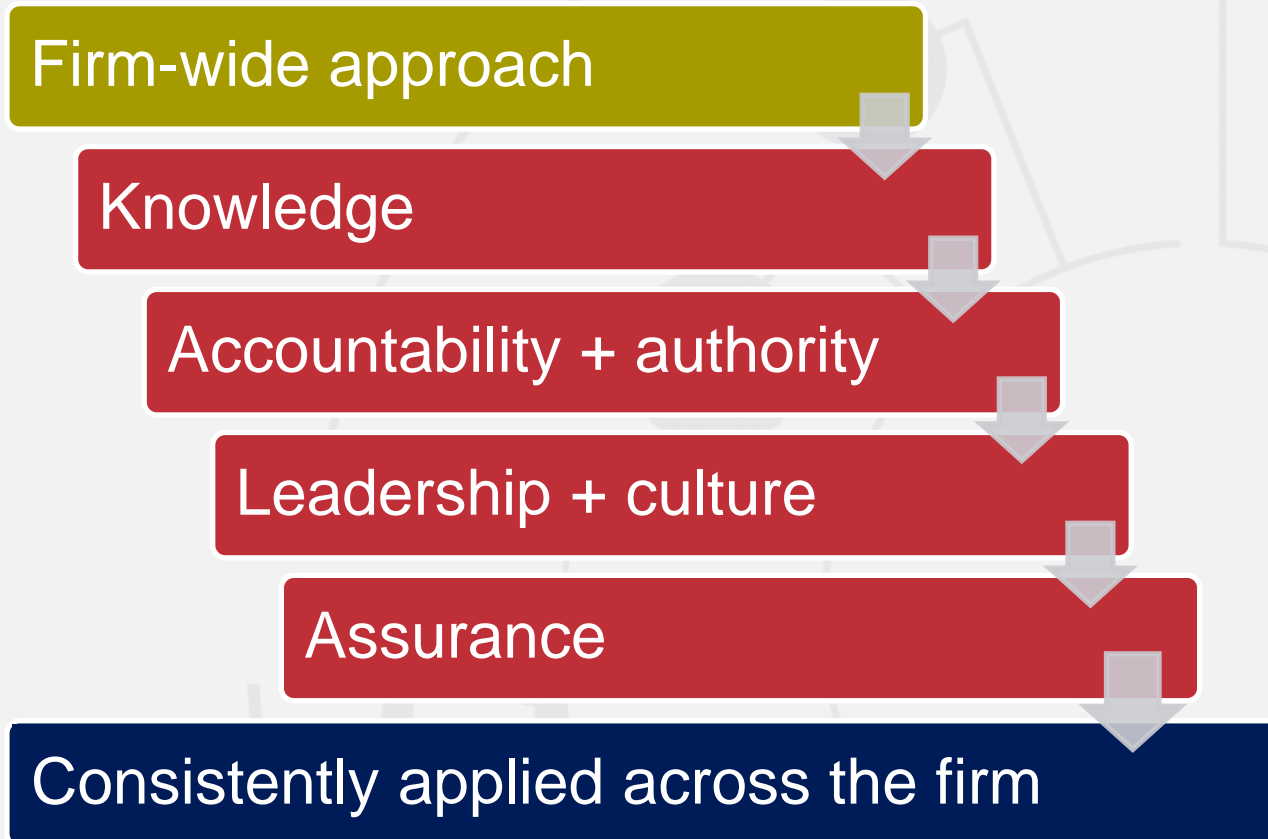 Firm-wide approach
Knowledge
Accountability + authority
Leadership + culture
Assurance
Consistently applied across the firm